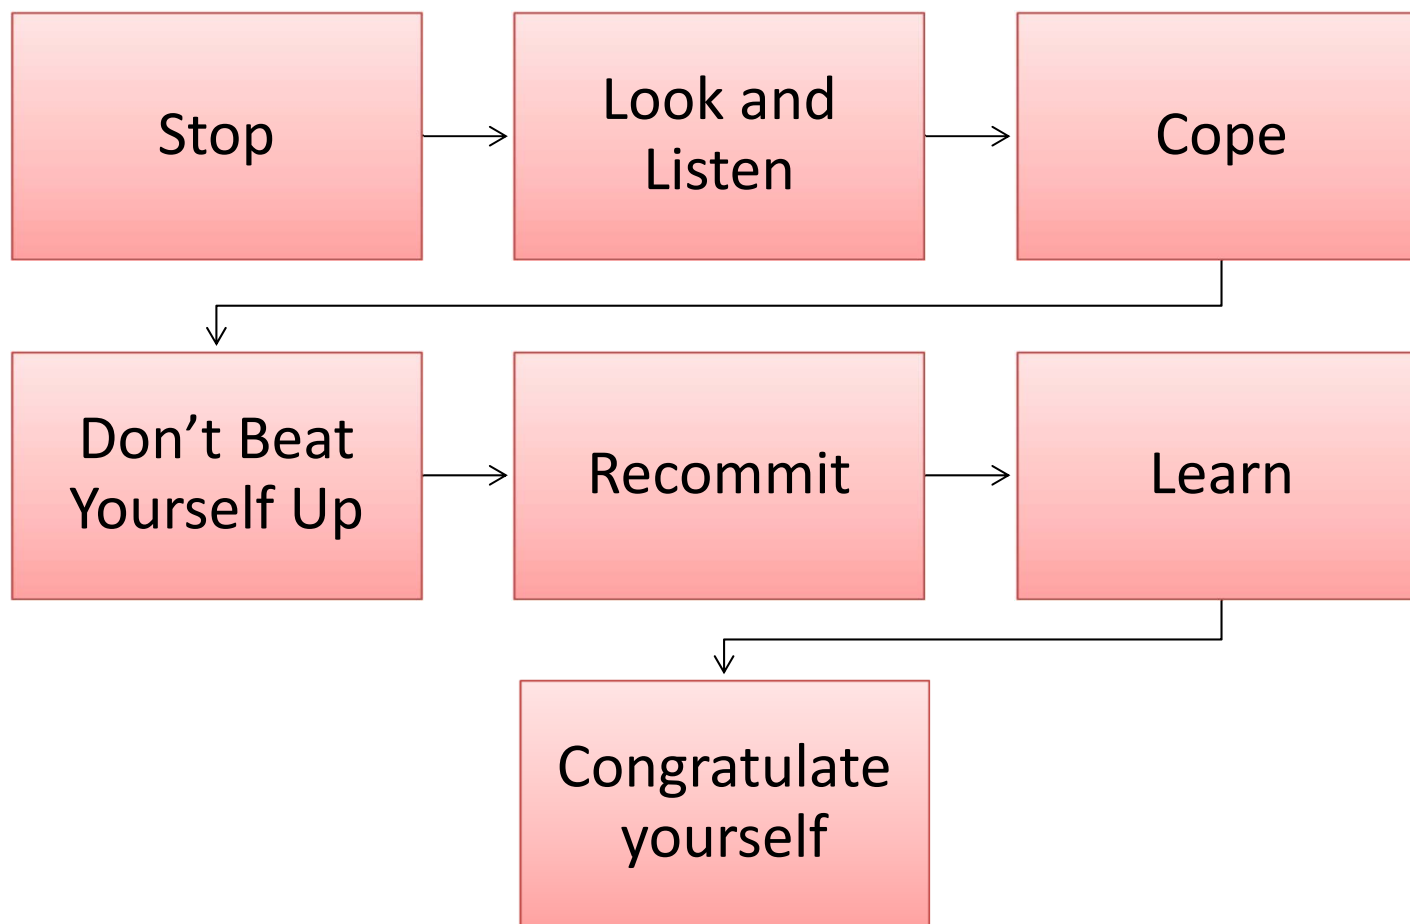 Stop
Look and
Listen
Cope
Don’t Beat
Yourself Up
Recommit
Learn
Congratulate
yourself